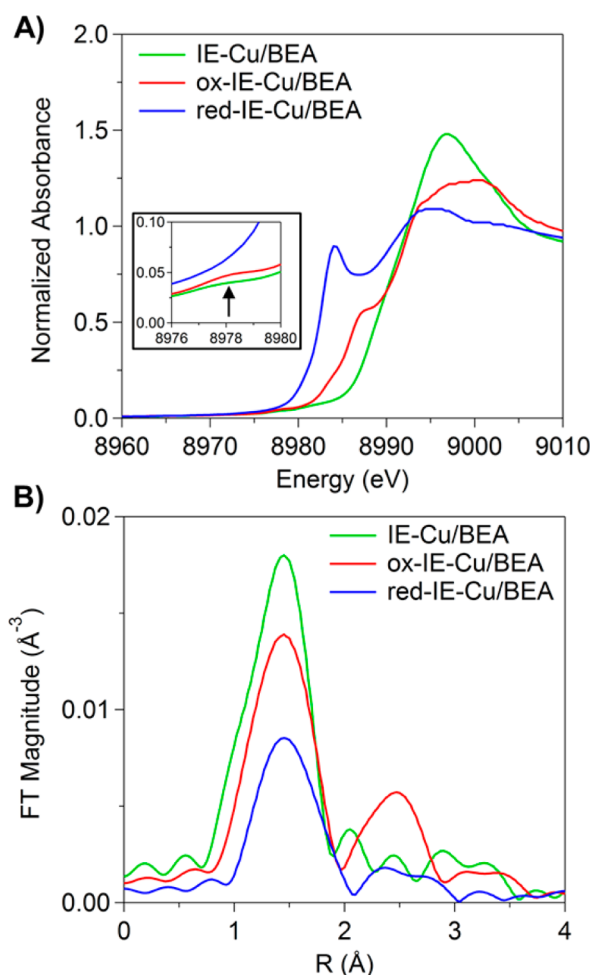 A)
2.0
1.5
1.0
0.5
0.0
Normalized Absorbance
IE-Cu/BEA
ox-IE-Cu/BEA
red-IE-Cu/BEA
0.10
0.05
0.00
8976 8978 8980
8960 8970 8980 8990 9000 9010
Energy (eV)
B)
0.02
0.01
0.00
FT Magnitude (Å⁻³)
IE-Cu/BEA
ox-IE-Cu/BEA
red-IE-Cu/BEA
0 1 2 3 4
R (Å)